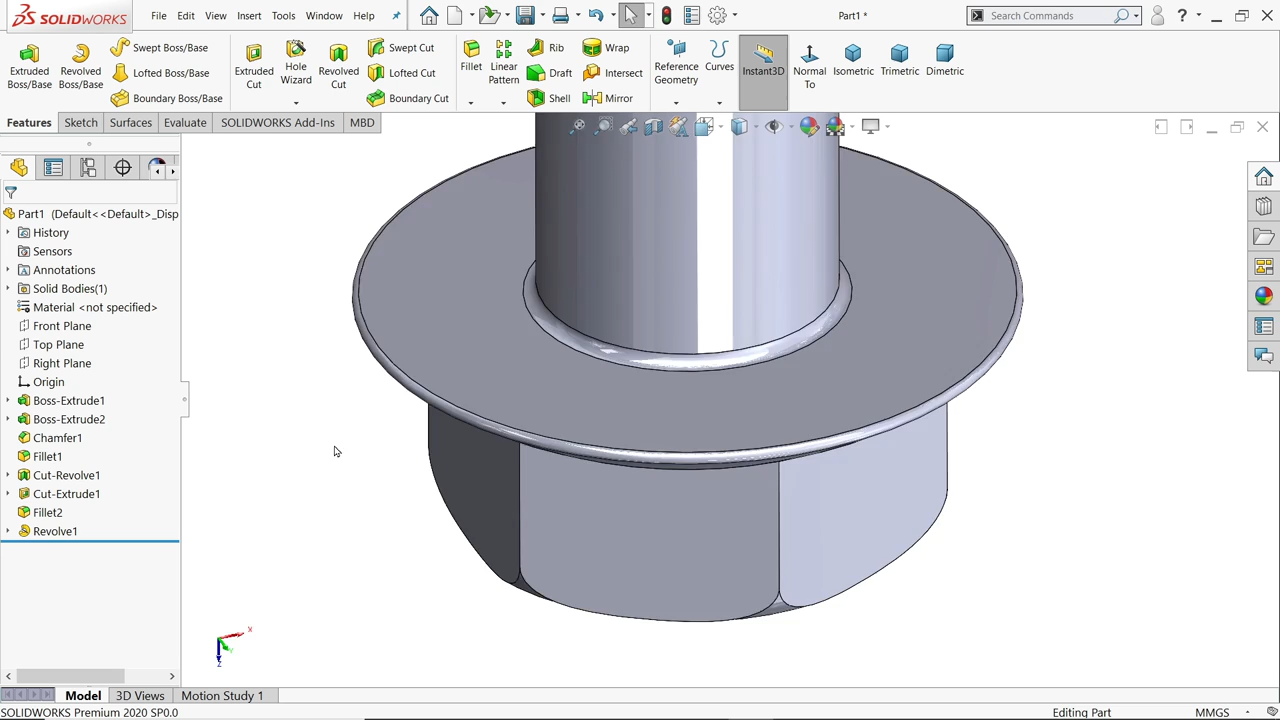 SOLIDWORKS
File Edit View Insert Tools Window Help
Part1 *
Search Commands
?
Extruded Boss/Base
Revolved Boss/Base
Swept Boss/Base
Lofted Boss/Base
Boundary Boss/Base
Extruded Cut
Hole Wizard
Revolved Cut
Swept Cut
Lofted Cut
Boundary Cut
Fillet
Linear Pattern
Rib
Draft
Shell
Wrap
Intersect
Mirror
Reference Geometry
Curves
Instant3D
Normal To
Isometric
Trimetric
Dimetric
Features Sketch Surfaces Evaluate SOLIDWORKS Add-Ins MBD
Part1 (Default<<Default>_Disp
History
Sensors
Annotations
Solid Bodies(1)
Material <not specified>
Front Plane
Top Plane
Right Plane
Origin
Boss-Extrude1
Boss-Extrude2
Chamfer1
Fillet1
Cut-Revolve1
Cut-Extrude1
Fillet2
Revolve1
X
Y
Z
Model 3D Views Motion Study 1
SOLIDWORKS Premium 2020 SP0.0
Editing Part
MMGS